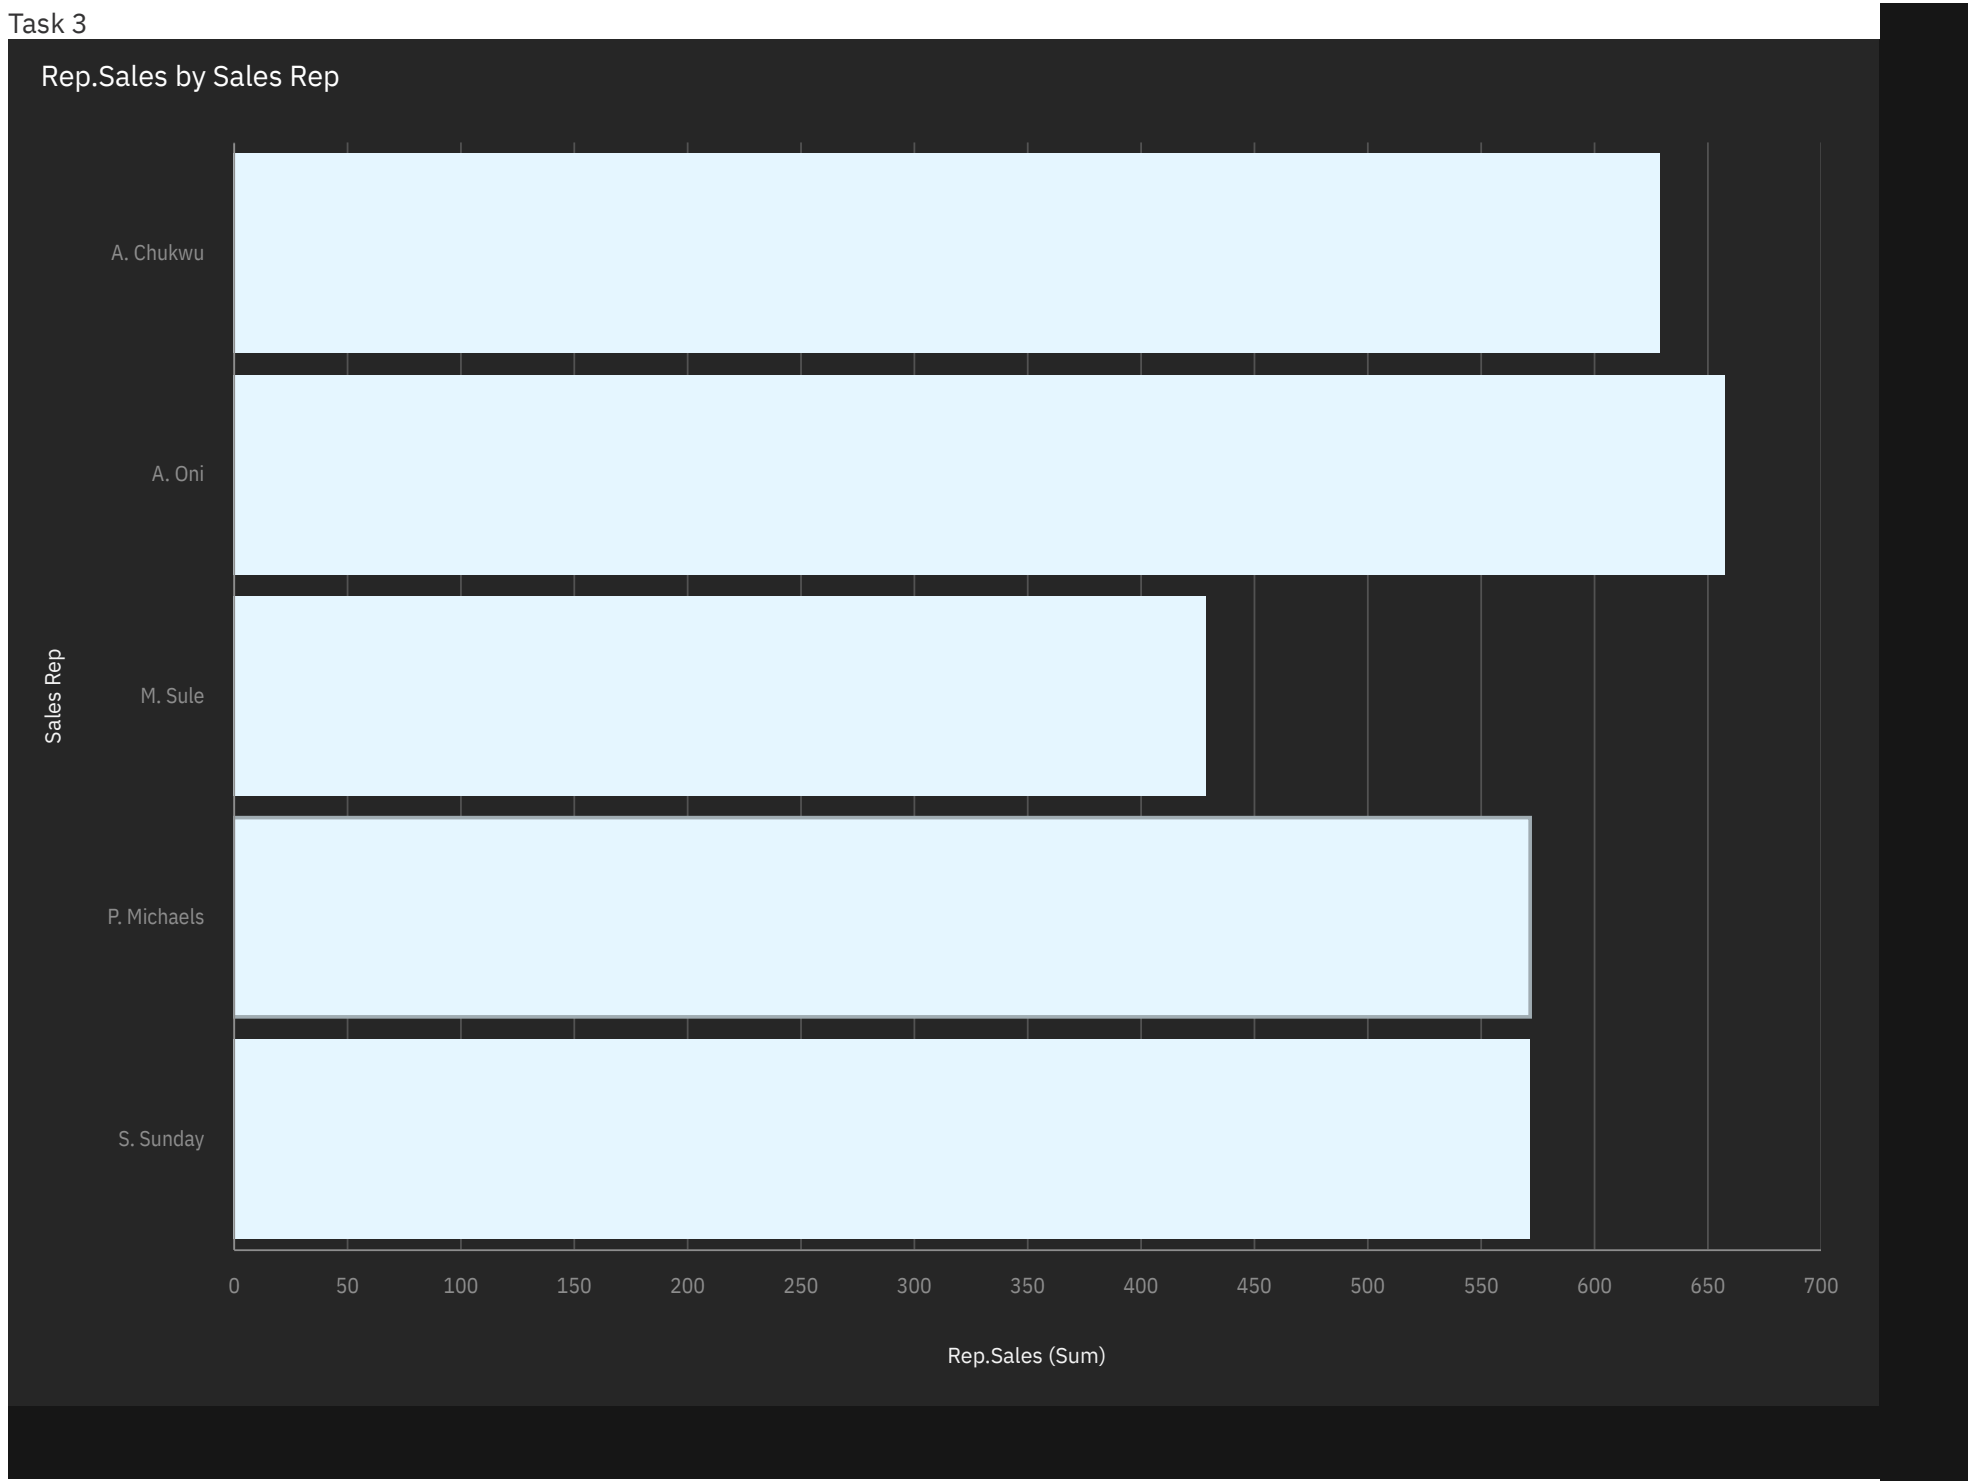 Task 3
Rep.Sales by Sales Rep
Sales Rep
A. Chukwu
A. Oni
M. Sule
P. Michaels
S. Sunday
0 50 100 150 200 250 300 350 400 450 500 550 600 650 700
Rep.Sales (Sum)